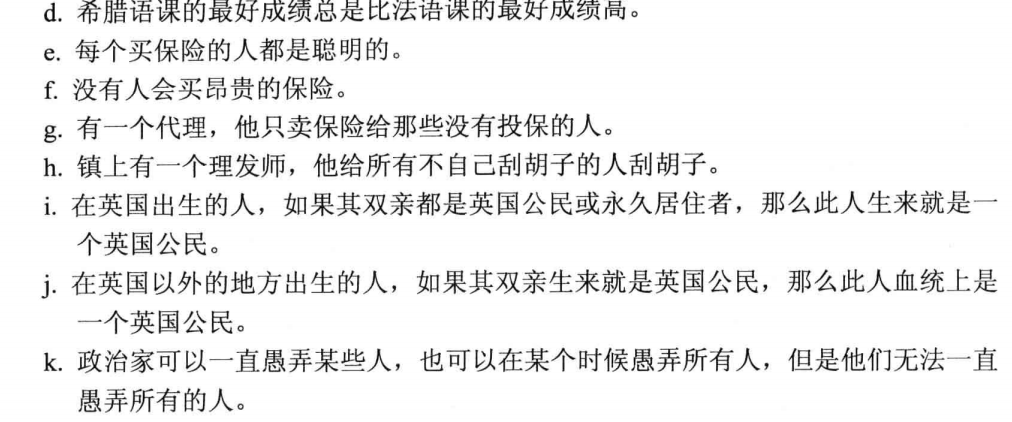 d. 希腊语课的最好成绩总是比法语课的最好成绩高。
e. 每个买保险的人都是聪明的。
f. 没有人会买昂贵的保险。
g. 有一个代理，他只卖保险给那些没有投保的人。
h. 镇上有一个理发师，他给所有不自己刮胡子的人刮胡子。
i. 在英国出生的人，如果其双亲都是英国公民或永久居住者，那么此人生来就是一
个英国公民。
j. 在英国以外的地方出生的人，如果其双亲生来就是英国公民，那么此人血统上是
一个英国公民。
k. 政治家可以一直愚弄某些人，也可以在某个时候愚弄所有人，但是他们无法一直
愚弄所有的人。